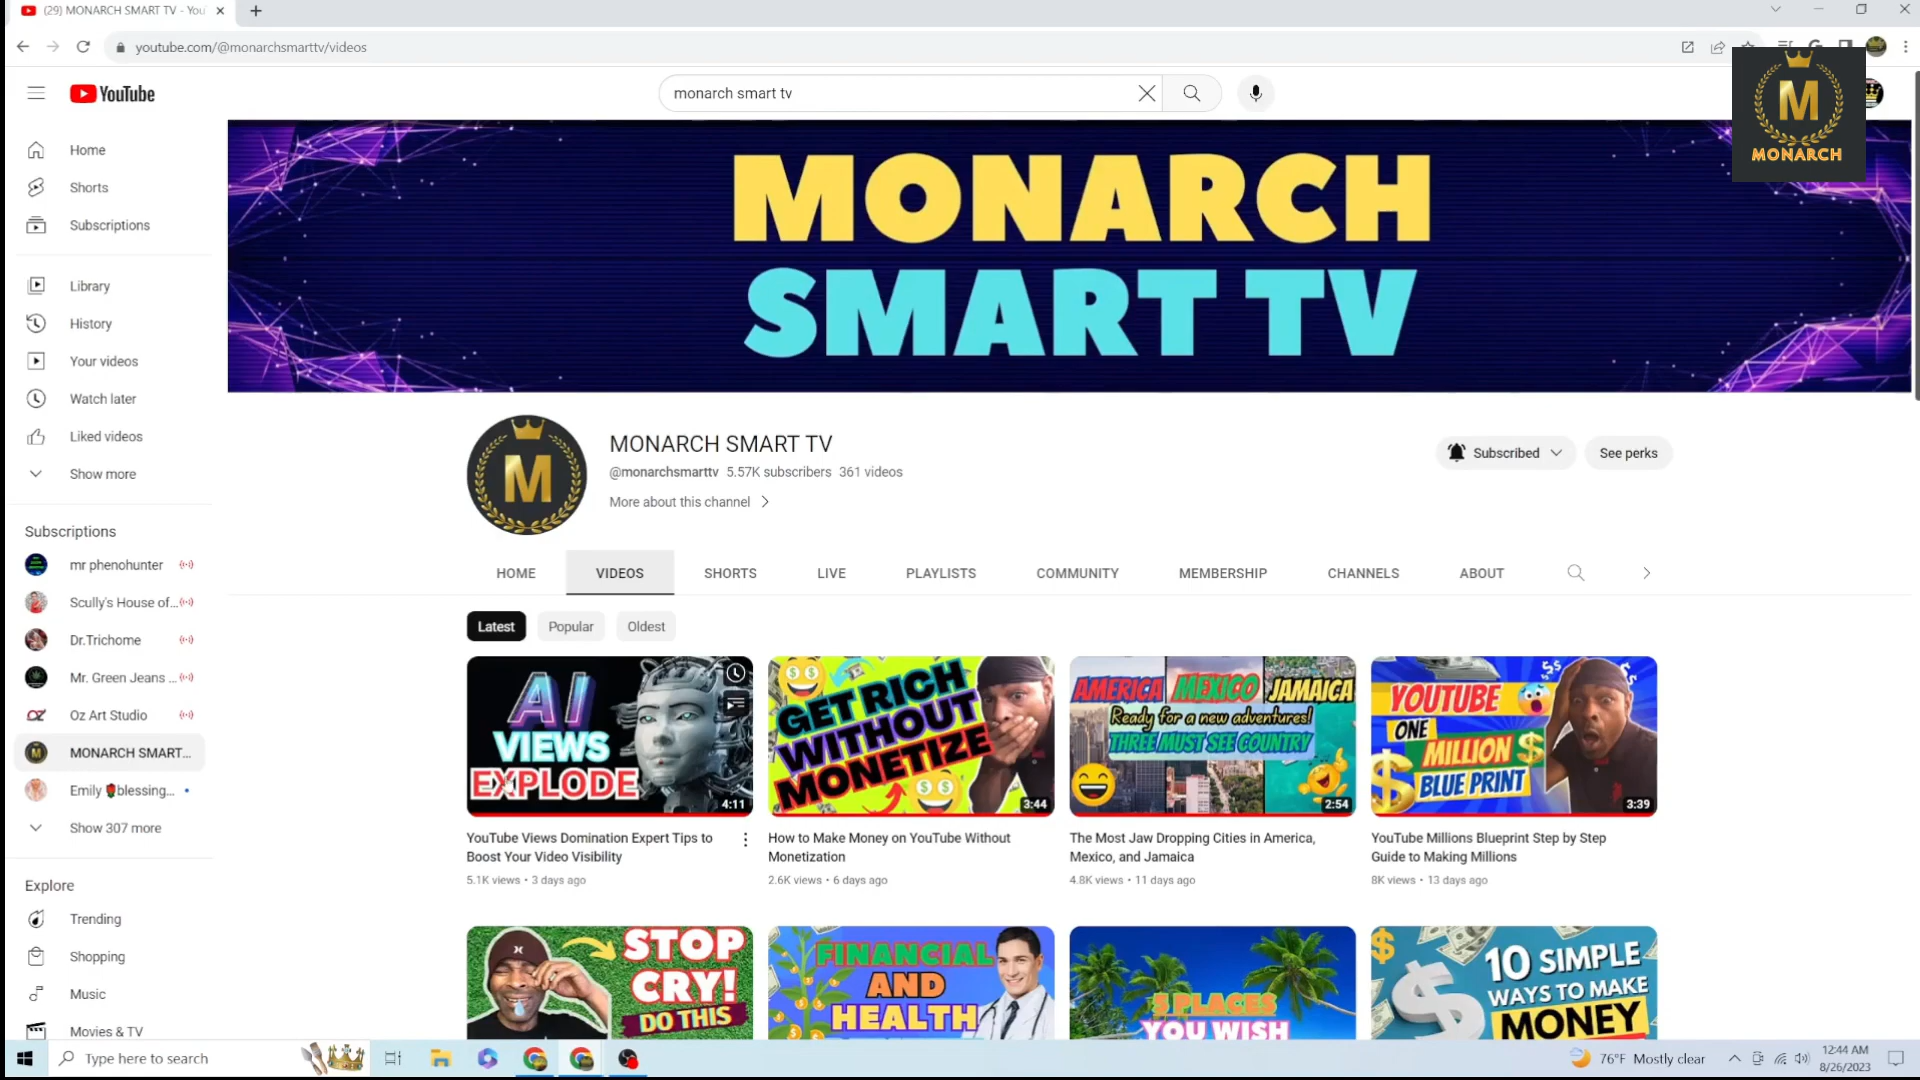 (29) MONARCH SMART TV - You
youtube.com/@monarchsmarttv/videos
YouTube
monarch smart tv
M
MONARCH
Home
Shorts
Subscriptions
Library
History
Your videos
Watch later
Liked videos
Show more
Subscriptions
mr phenohunter
Scully's House of...
Dr.Trichome
Mr. Green Jeans ...
Oz Art Studio
MONARCH SMART...
Emily 🌹blessing...
Show 307 more
Explore
Trending
Shopping
Music
Movies & TV
MONARCH
SMART TV
M
MONARCH SMART TV
@monarchsmarttv 5.57K subscribers 361 videos
More about this channel
Subscribed
See perks
HOME VIDEOS SHORTS LIVE PLAYLISTS COMMUNITY MEMBERSHIP CHANNELS ABOUT
Latest Popular Oldest
AI
VIEWS
EXPLODE
4:11
YouTube Views Domination Expert Tips to
Boost Your Video Visibility
5.1K views • 3 days ago
GET RICH
WITHOUT
MONETIZE
3:44
How to Make Money on YouTube Without
Monetization
2.6K views • 6 days ago
AMERICA MEXICO JAMAICA
Ready for a new adventures!
THREE MUST SEE COUNTRY
2:54
The Most Jaw Dropping Cities in America,
Mexico, and Jamaica
4.8K views • 11 days ago
YOUTUBE
ONE
MILLION
BLUE PRINT
3:39
YouTube Millions Blueprint Step by Step
Guide to Making Millions
8K views • 13 days ago
STOP
CRY!
DO THIS
FINANCIAL
AND
HEALTH
5 PLACES
YOU WISH
10 SIMPLE
WAYS TO MAKE
MONEY
Type here to search
76°F Mostly clear
12:44 AM
8/26/2023